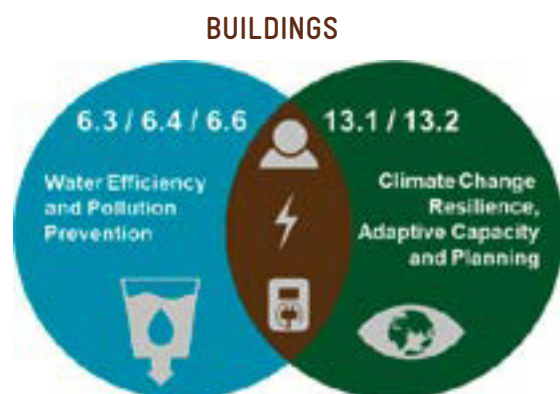 BUILDINGS
6.3 / 6.4 / 6.6
13.1 / 13.2
Water Efficiency
and Pollution
Prevention
Climate Change
Resilience,
Adaptive Capacity
and Planning